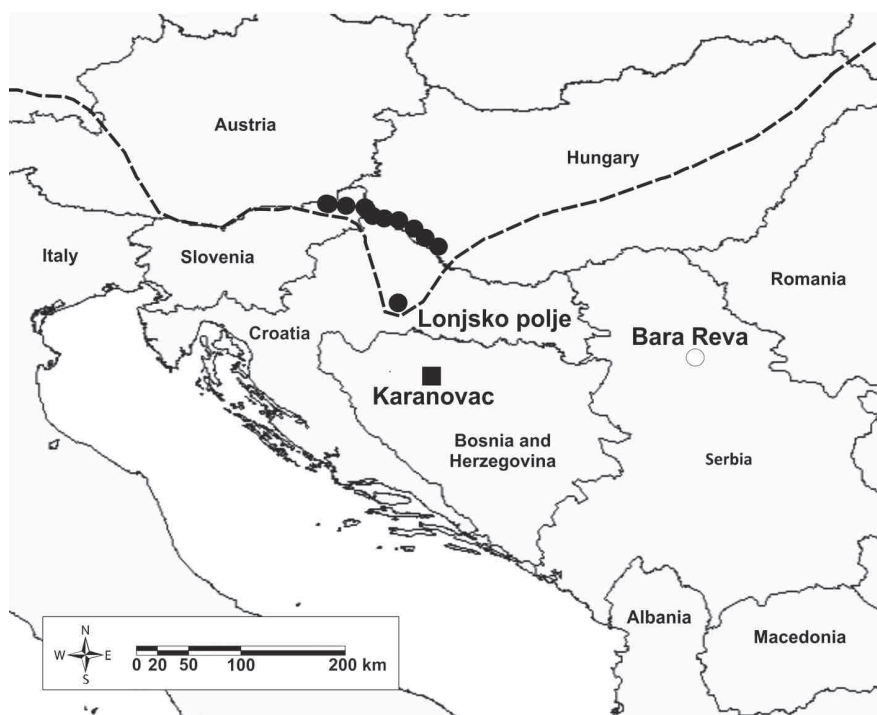 Austria
Hungary
Italy
Slovenia
Romania
Croatia
Lonjsko polje
Bara Reva
Karanovac
Bosnia and
Herzegovina
Serbia
Albania
Macedonia
N
W E
S
0 20 50 100 200 km